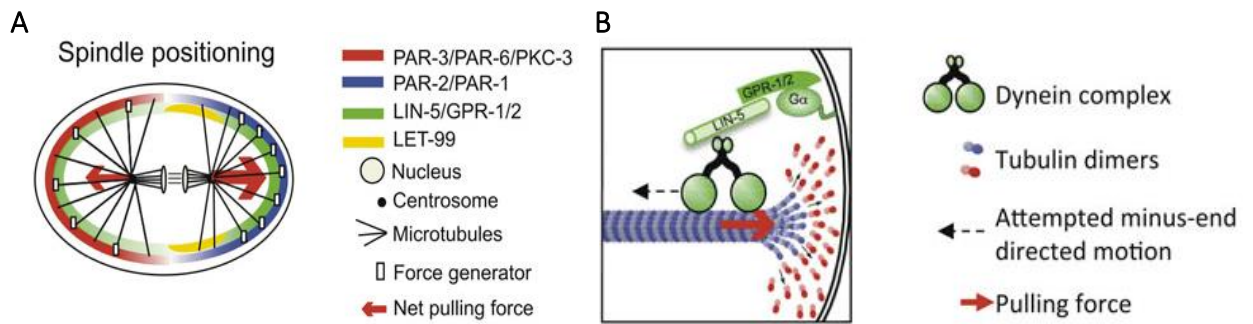 A
Spindle positioning
PAR-3/PAR-6/PKC-3
PAR-2/PAR-1
LIN-5/GPR-1/2
LET-99
Nucleus
Centrosome
Microtubules
Force generator
Net pulling force
B
GPR-1/2
Gα
LIN-5
Dynein complex
Tubulin dimers
Attempted minus-end
directed motion
Pulling force